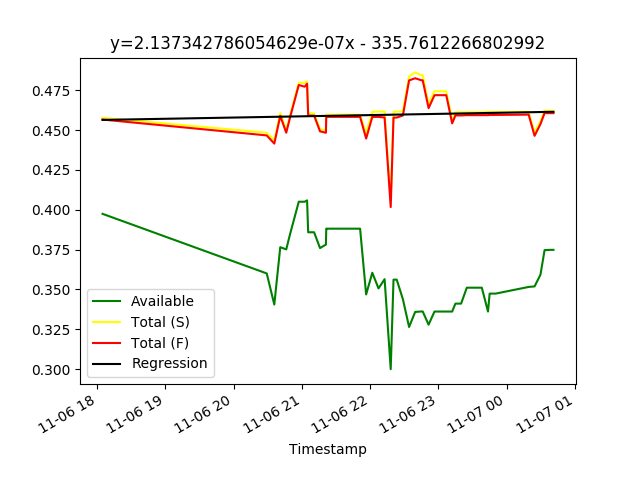 y=2.137342786054629e-07x - 335.7612266802992
0.475
0.450
0.425
0.400
0.375
0.350
0.325
0.300
Available
Total (S)
Total (F)
Regression
11-06 18
11-06 19
11-06 20
11-06 21
11-06 22
11-06 23
11-07 00
11-07 01
Timestamp